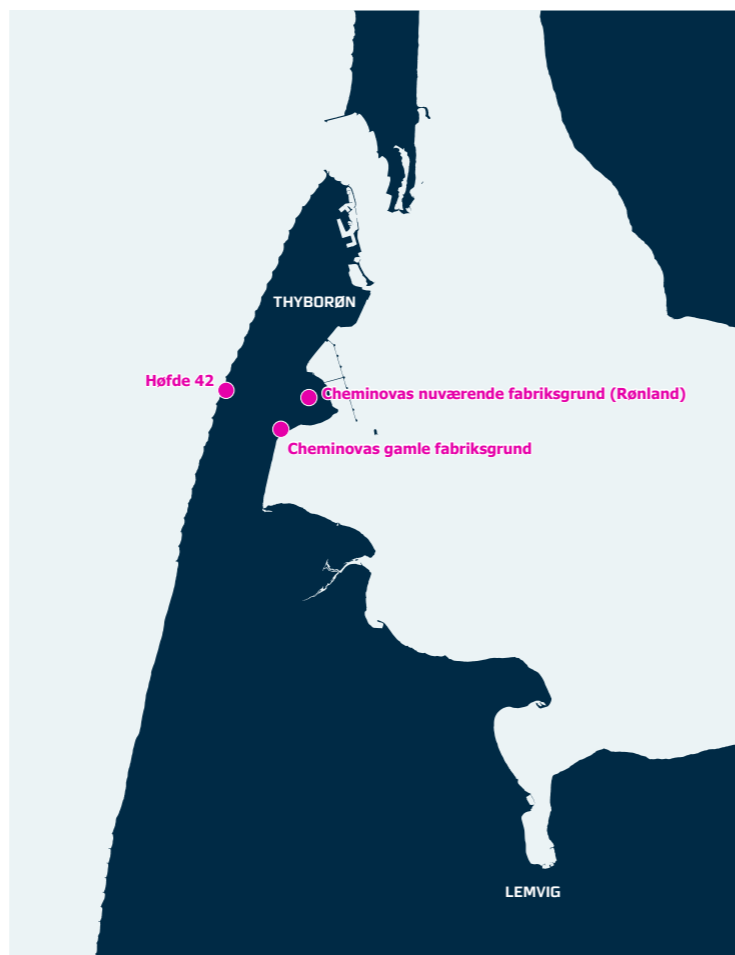 THYBORØN
Høfde 42
Cheminovas nuværende fabriksgrund (Rønland)
Cheminovas gamle fabriksgrund
LEMVIG